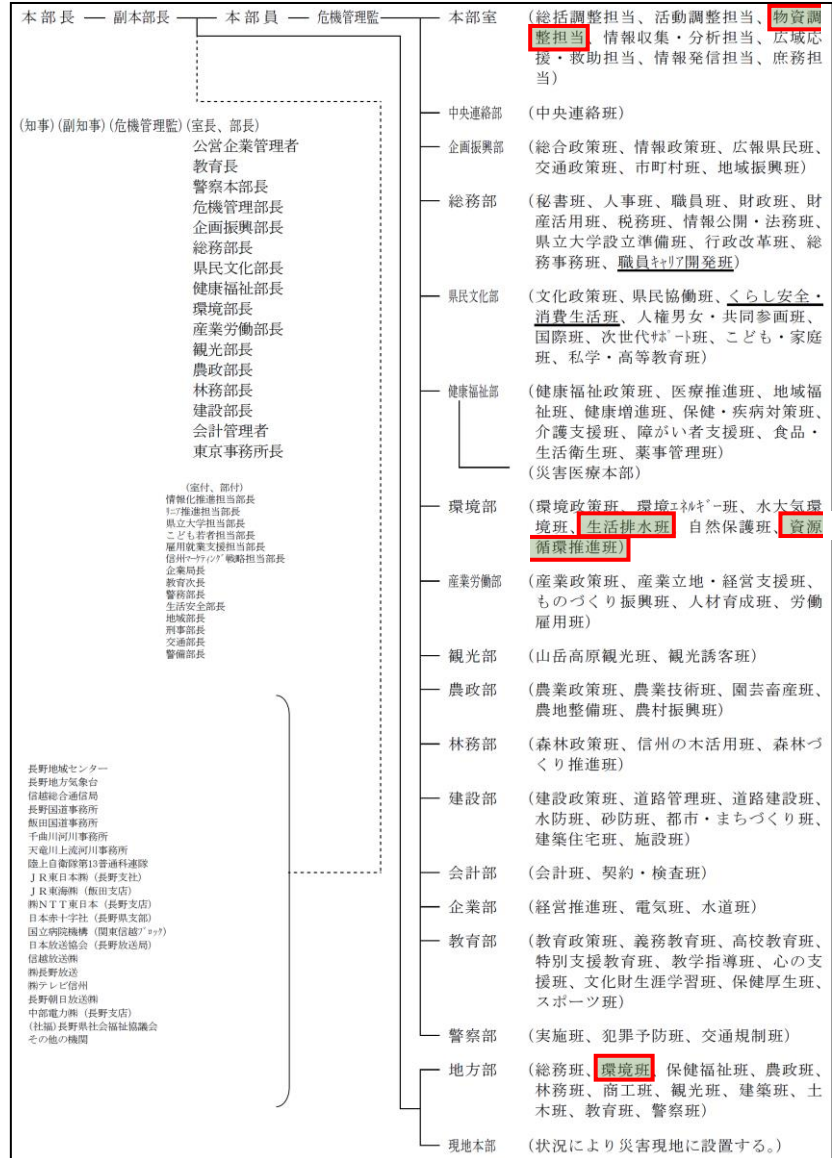 本部長 ― 副本部長 ― 本部員 ― 危機管理監
(知事)(副知事)(危機管理監)(室長、部長)
公営企業管理者
教育長
警察本部長
危機管理部長
企画振興部長
総務部長
県民文化部長
健康福祉部長
環境部長
産業労働部長
観光部長
農政部長
林務部長
建設部長
会計管理者
東京事務所長
(室付、部付)
情報化推進担当部長
リニア推進担当部長
県立大学担当部長
こども若者担当部長
雇用就業支援担当部長
信州マーケティング戦略担当部長
企業局長
教育次長
警務部長
生活安全部長
地域部長
刑事部長
交通部長
警備部長
長野地域センター
長野地方気象台
信越総合通信局
長野国道事務所
飯田国道事務所
千曲川河川事務所
天竜川上流河川事務所
陸上自衛隊第13普通科連隊
JR東日本㈱(長野支社)
JR東海㈱(飯田支店)
㈱NTT東日本(長野支店)
日本赤十字社(長野県支部)
国立病院機構(関東信越ブロック)
日本放送協会(長野放送局)
信越放送㈱
㈱長野放送
㈱テレビ信州
長野朝日放送㈱
中部電力㈱(長野支店)
(社福)長野県社会福祉協議会
その他の機関
本部室 (総括調整担当、活動調整担当、物資調
整担当、情報収集・分析担当、広域応
援・救助担当、情報発信担当、庶務担
当)
中央連絡部 (中央連絡班)
企画振興部 (総合政策班、情報政策班、広報県民班、
交通政策班、市町村班、地域振興班)
総務部 (秘書班、人事班、職員班、財政班、財
産活用班、税務班、情報公開・法務班、
県立大学設立準備班、行政改革班、総
務事務班、職員キャリア開発班)
県民文化部 (文化政策班、県民協働班、くらし安全・
消費生活班、人権男女・共同参画班、
国際班、次世代サポート班、こども・家庭
班、私学・高等教育班)
健康福祉部 (健康福祉政策班、医療推進班、地域福
祉班、健康増進班、保健・疾病対策班、
介護支援班、障がい者支援班、食品・
生活衛生班、薬事管理班)
(災害医療本部)
環境部 (環境政策班、環境エネルギー班、水大気環
境班、生活排水班、自然保護班、資源
循環推進班)
産業労働部 (産業政策班、産業立地・経営支援班、
ものづくり振興班、人材育成班、労働
雇用班)
観光部 (山岳高原観光班、観光誘客班)
農政部 (農業政策班、農業技術班、園芸畜産班、
農地整備班、農村振興班)
林務部 (森林政策班、信州の木活用班、森林づ
くり推進班)
建設部 (建設政策班、道路管理班、道路建設班、
水防班、砂防班、都市・まちづくり班、
建築住宅班、施設班)
会計部 (会計班、契約・検査班)
企業部 (経営推進班、電気班、水道班)
教育部 (教育政策班、義務教育班、高校教育班、
特別支援教育班、教学指導班、心の支
援班、文化財生涯学習班、保健厚生班、
スポーツ班)
警察部 (実施班、犯罪予防班、交通規制班)
地方部 (総務班、環境班、保健福祉班、農政班、
林務班、商工班、観光班、建築班、土
木班、教育班、警察班)
現地本部 (状況により災害現地に設置する。)